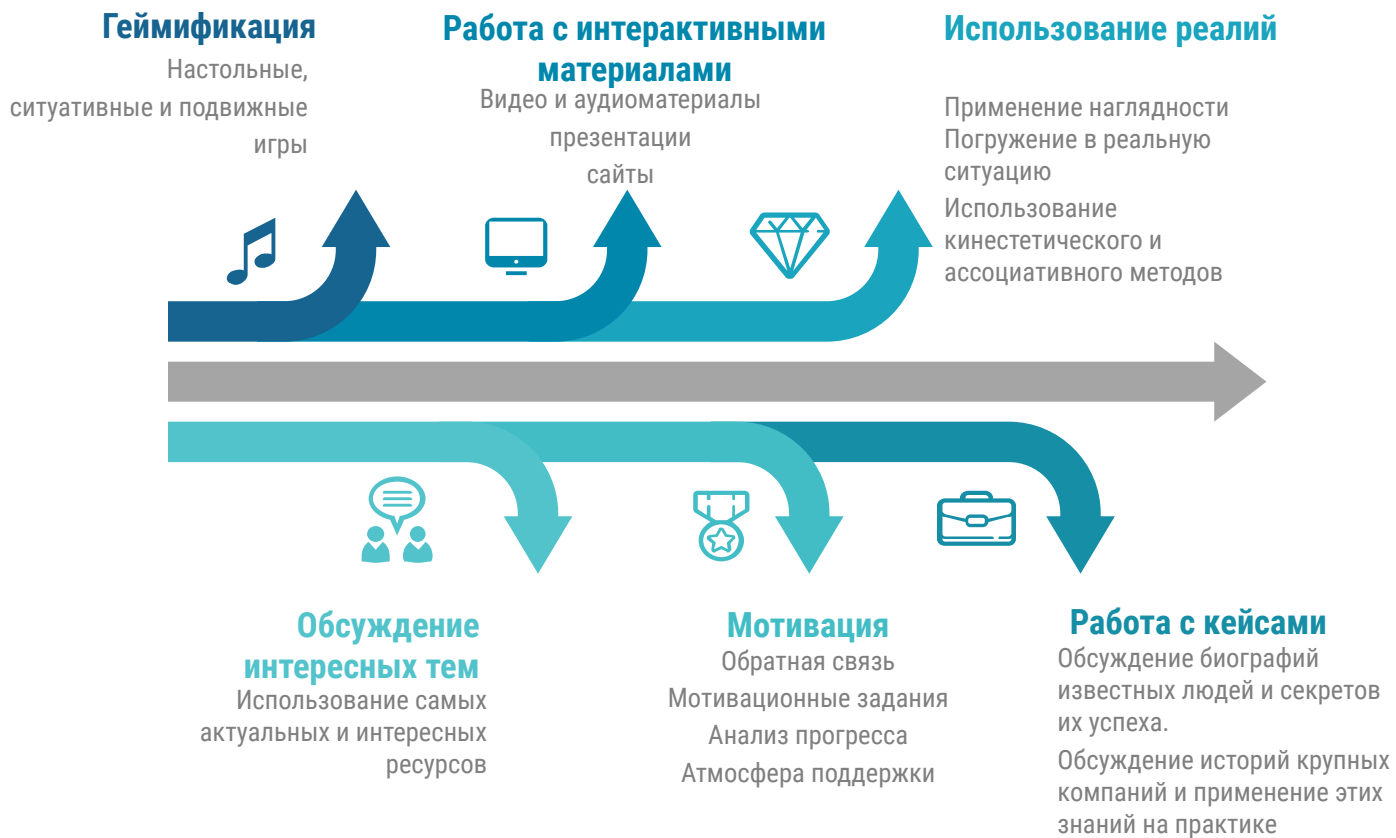 Геймификация
Настольные,
ситуативные и подвижные
игры
Работа с интерактивными
материалами
Видео и аудиоматериалы
презентации
сайты
Использование реалий
Применение наглядности
Погружение в реальную
ситуацию
Использование
кинестетического и
ассоциативного методов
Обсуждение
интересных тем
Использование самых
актуальных и интересных
ресурсов
Мотивация
Обратная связь
Мотивационные задания
Анализ прогресса
Атмосфера поддержки
Работа с кейсами
Обсуждение биографий
известных людей и секретов
их успеха.
Обсуждение историй крупных
компаний и применение этих
знаний на практике